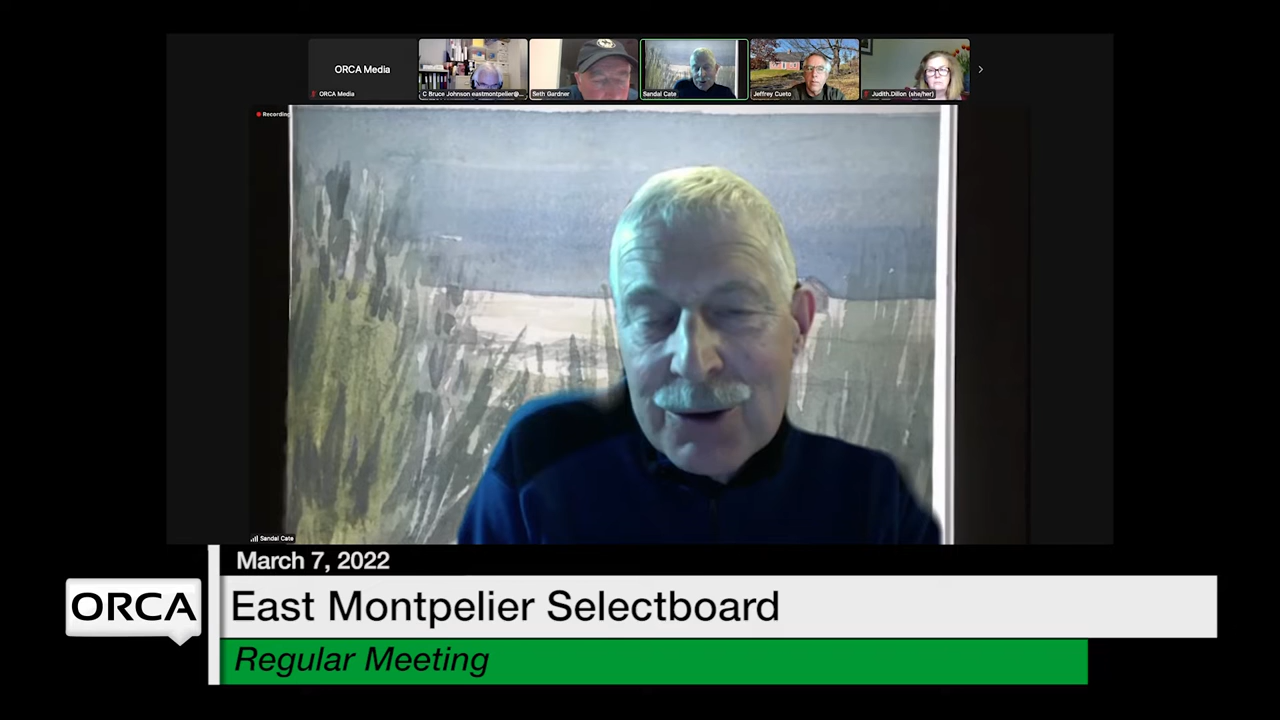 ORCA Media
ORCA Media
C Bruce Johnson eastmontpelier@...
Seth Gardner
Sandal Cate
Jeffrey Cueto
Judith.Dillon (she/her)
Recording
Sandal Cate
March 7, 2022
ORCA
East Montpelier Selectboard
Regular Meeting